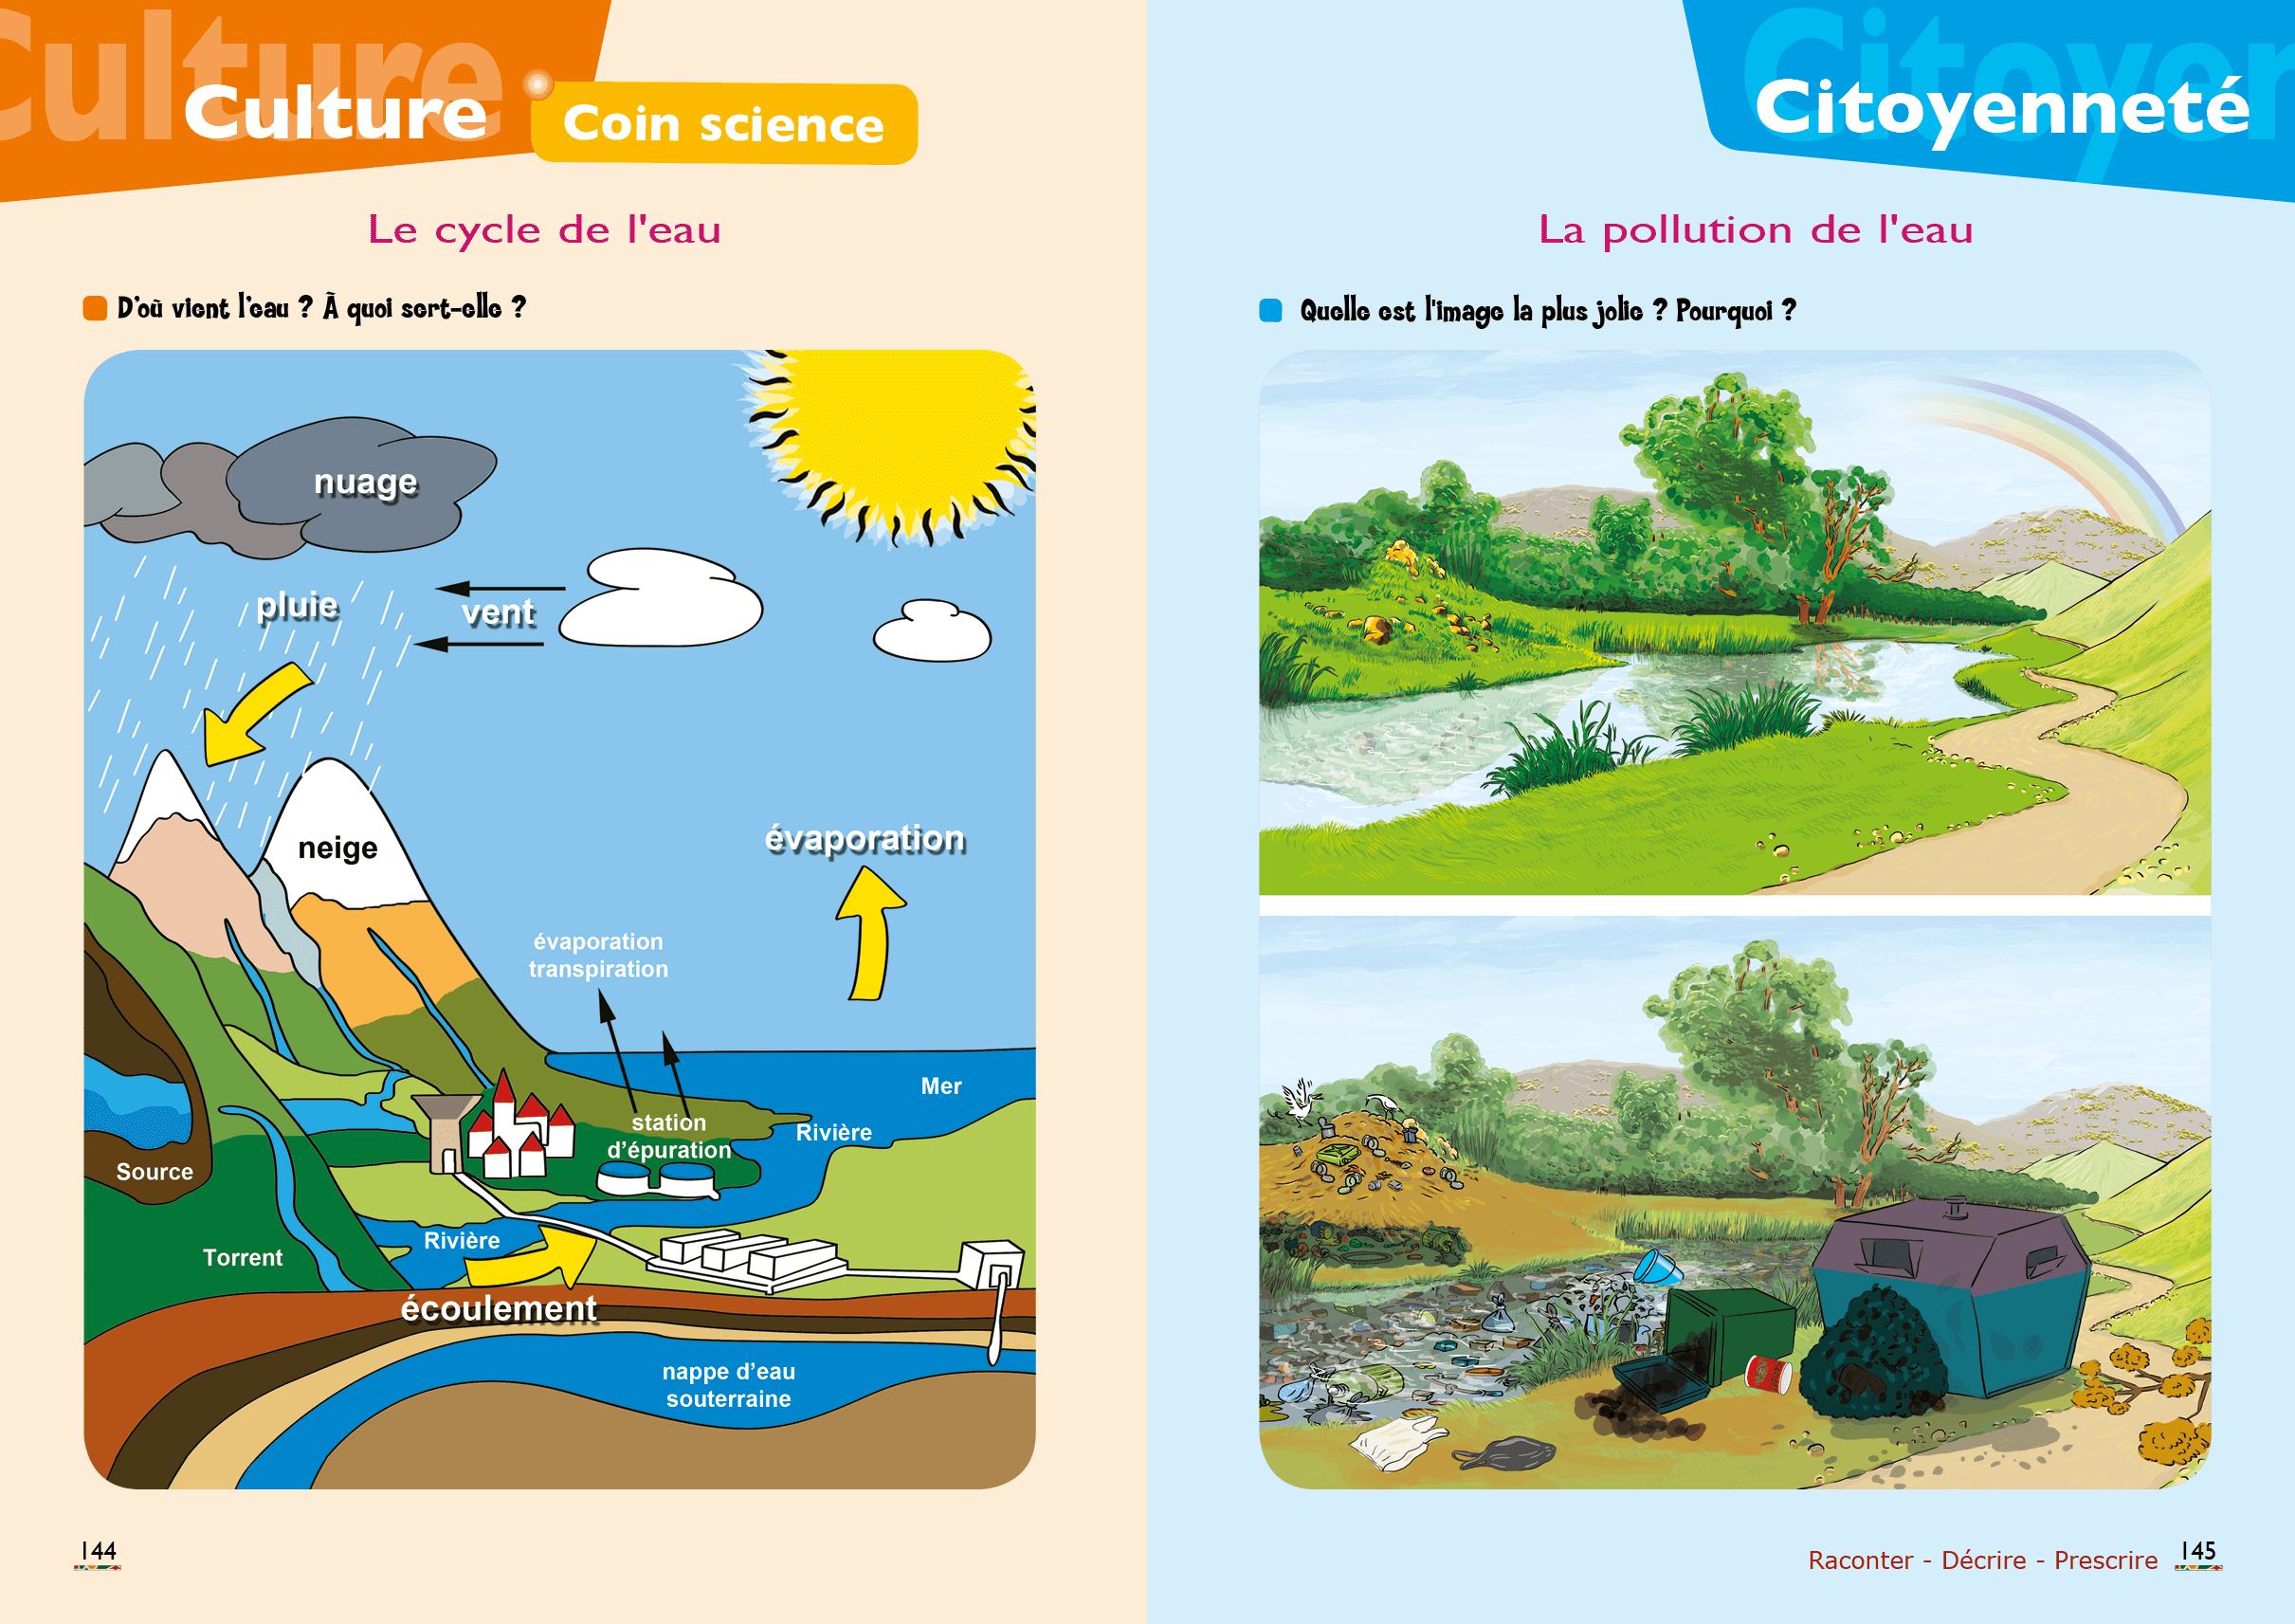 Culture
Culture
Coin science
Le cycle de l'eau
D'où vient l'eau ? À quoi sert-elle ?
nuage
pluie
vent
neige
évaporation
évaporation
transpiration
Mer
station
d'épuration
Rivière
Source
Rivière
Torrent
écoulement
nappe d'eau
souterraine
144
Citoyen
Citoyenneté
La pollution de l'eau
Quelle est l'image la plus jolie ? Pourquoi ?
Raconter - Décrire - Prescrire
145